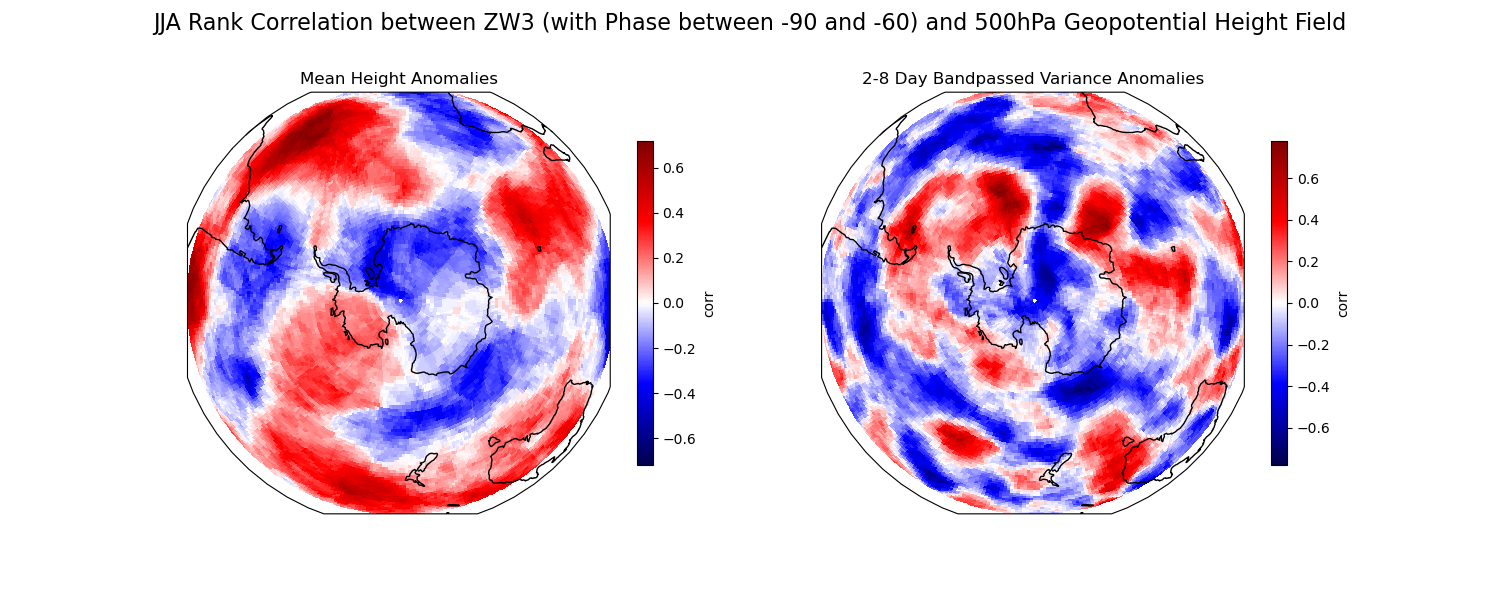 JJA Rank Correlation between ZW3 (with Phase between -90 and -60) and 500hPa Geopotential Height Field
Mean Height Anomalies
0.6
0.4
0.2
0.0
−0.2
−0.4
−0.6
corr
2-8 Day Bandpassed Variance Anomalies
0.6
0.4
0.2
0.0
−0.2
−0.4
−0.6
corr